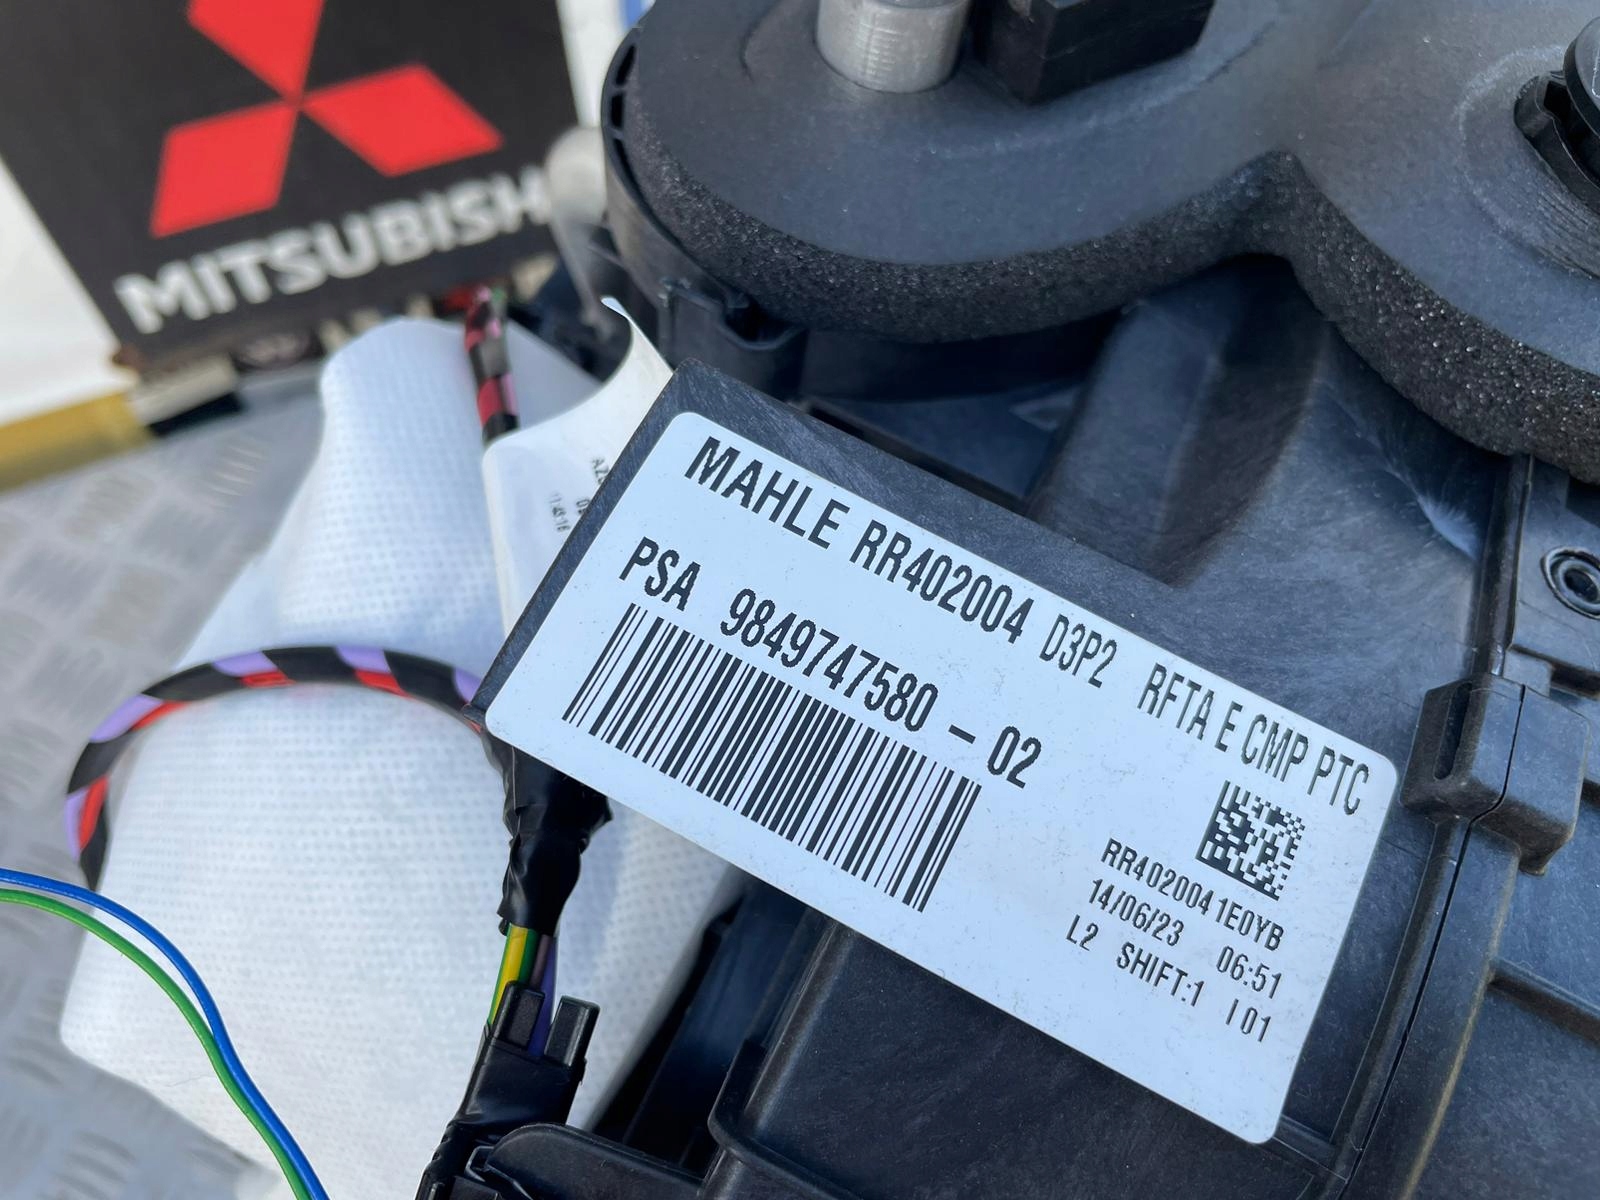 MITSUBISHI
MAHLE RR402004 D3P2 RFTA E CMP PTC
PSA 9849747580 - 02
RR402004 1E0YB
14/06/23 06:51
L2 SHIFT:1 I01